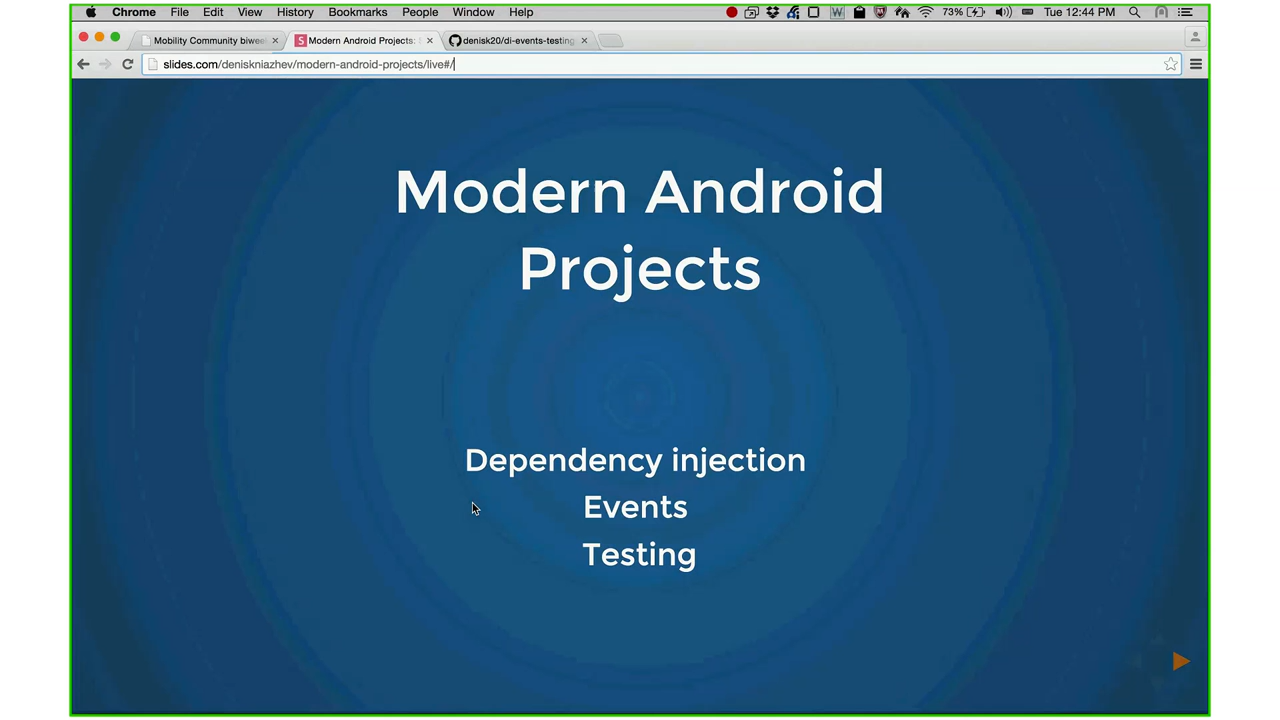 Chrome File Edit View History Bookmarks People Window Help 73% Tue 12:44 PM
Mobility Community biwee Modern Android Projects: denisk20/di-events-testing
slides.com/deniskniazhev/modern-android-projects/live#/
Modern Android
Projects
Dependency injection
Events
Testing